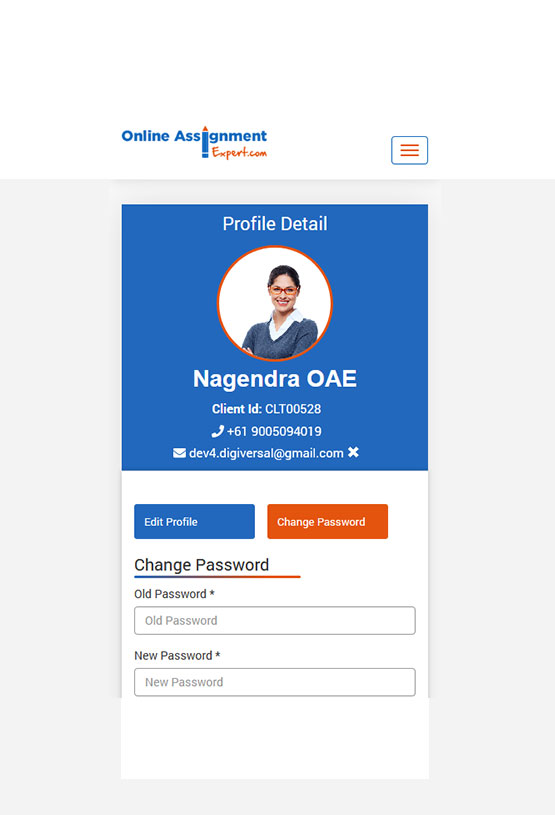 Online Assignment
Expert.com
Profile Detail
Nagendra OAE
Client Id: CLT00528
+61 9005094019
dev4.digiversal@gmail.com
Edit Profile
Change Password
Change Password
Old Password *
Old Password
New Password *
New Password